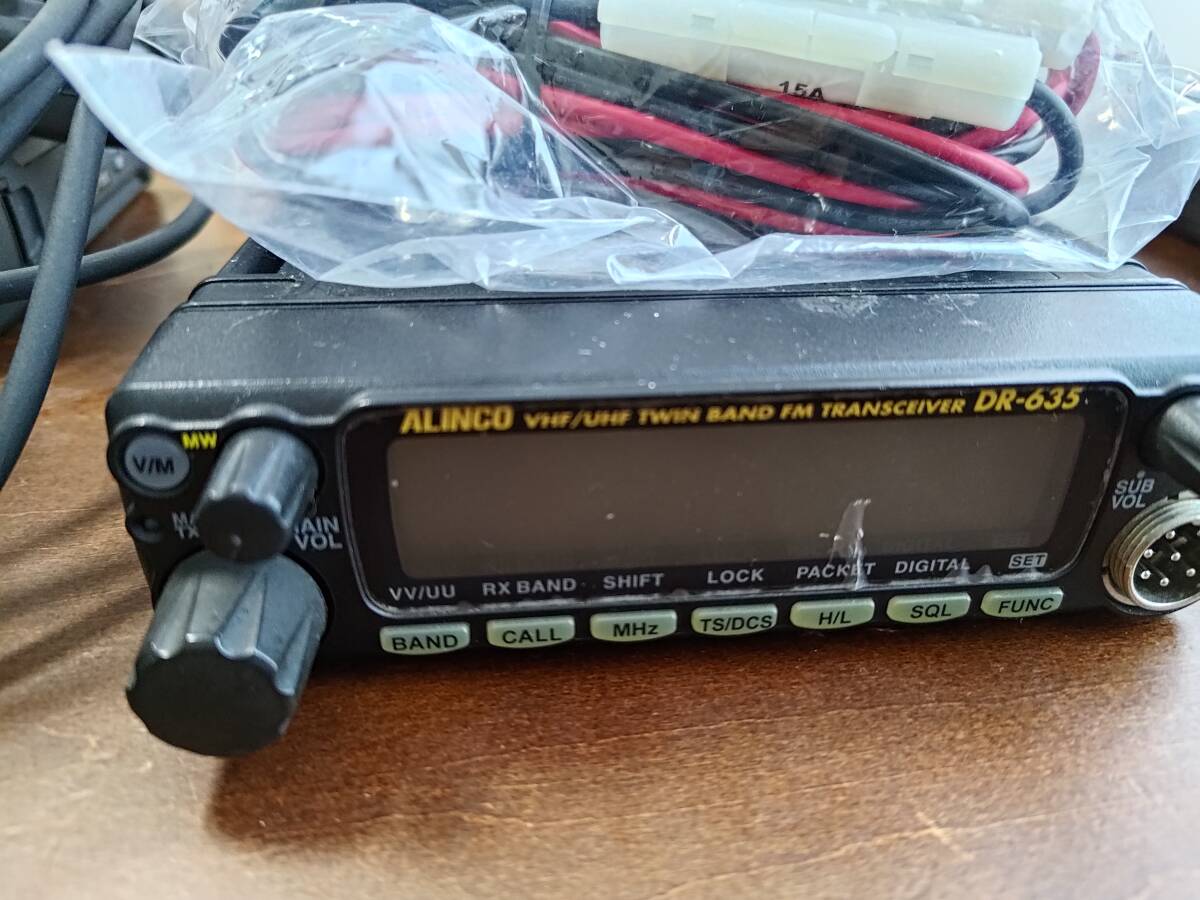 15A
ALINCO VHF/UHF TWIN BAND FM TRANSCEIVER DR-635
V/M MW
MAIN VOL
SUB VOL
VV/UU RX BAND SHIFT LOCK PACKET DIGITAL SET
BAND CALL MHz TS/DCS H/L SQL FUNC